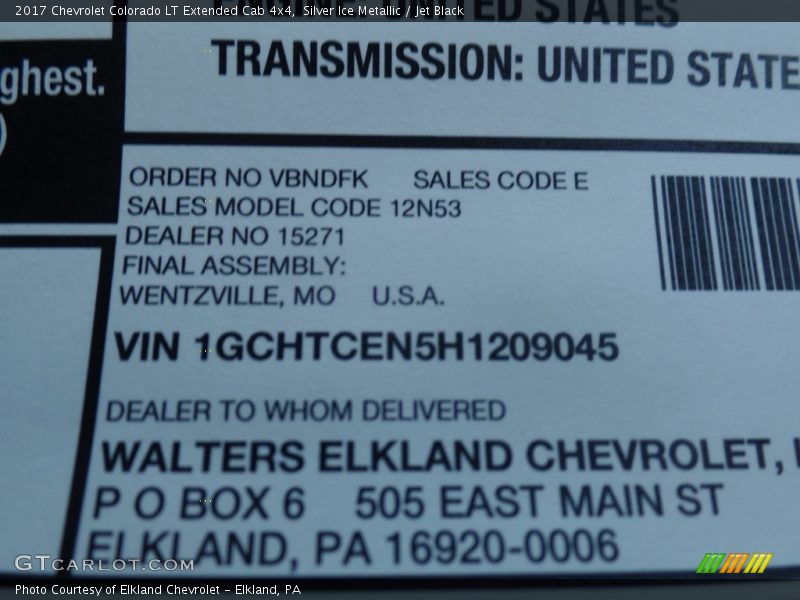 2017 Chevrolet Colorado LT Extended Cab 4x4, Silver Ice Metallic / Jet Black
UNITED STATES
TRANSMISSION: UNITED STATE
ghest.
)
ORDER NO VBNDFK SALES CODE E
SALES MODEL CODE 12N53
DEALER NO 15271
FINAL ASSEMBLY:
WENTZVILLE, MO U.S.A.
VIN 1GCHTCEN5H1209045
DEALER TO WHOM DELIVERED
WALTERS ELKLAND CHEVROLET,
P O BOX 6 505 EAST MAIN ST
ELKLAND, PA 16920-0006
GTCARLOT.COM
Photo Courtesy of Elkland Chevrolet - Elkland, PA